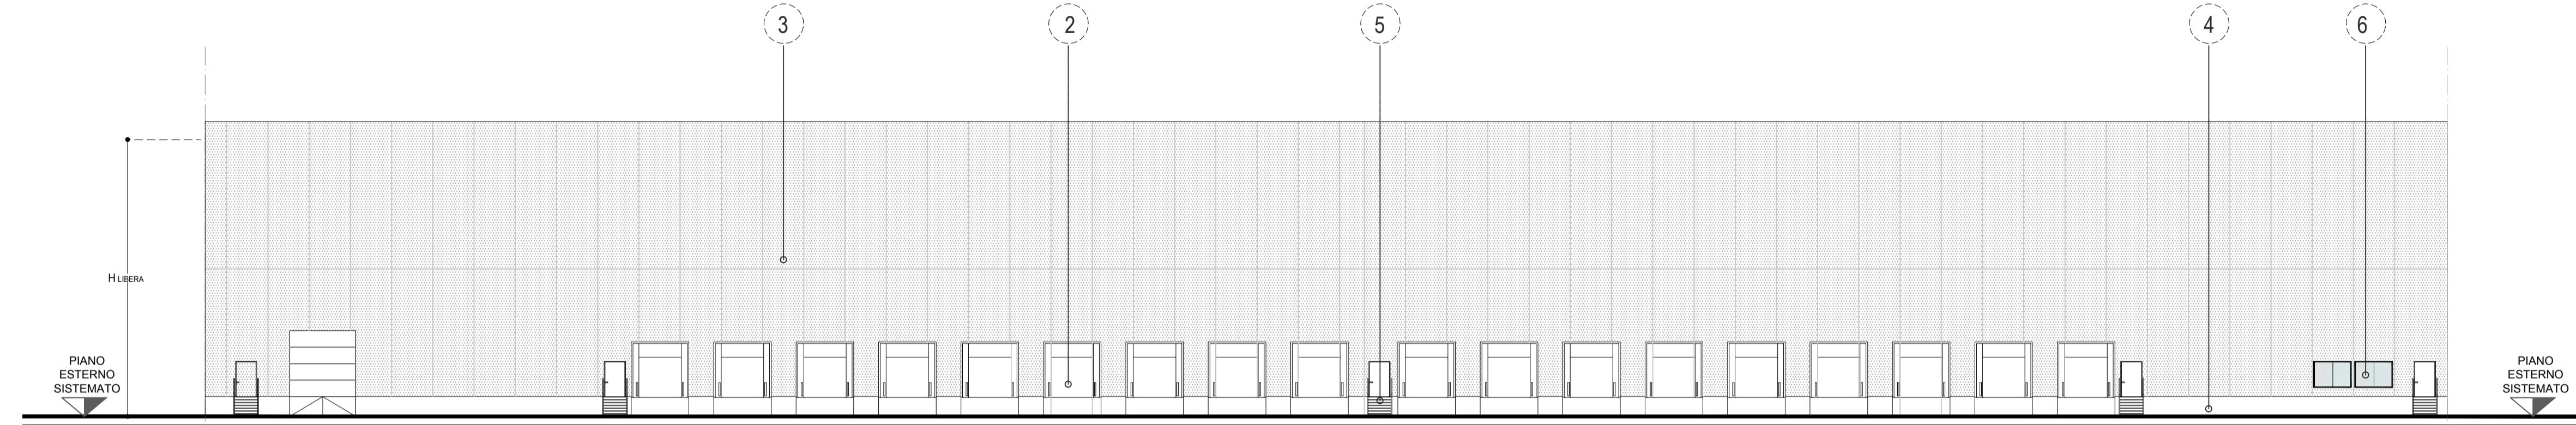 3
2
5
4
6
H LIBERA
PIANO
ESTERNO
SISTEMATO
PIANO
ESTERNO
SISTEMATO